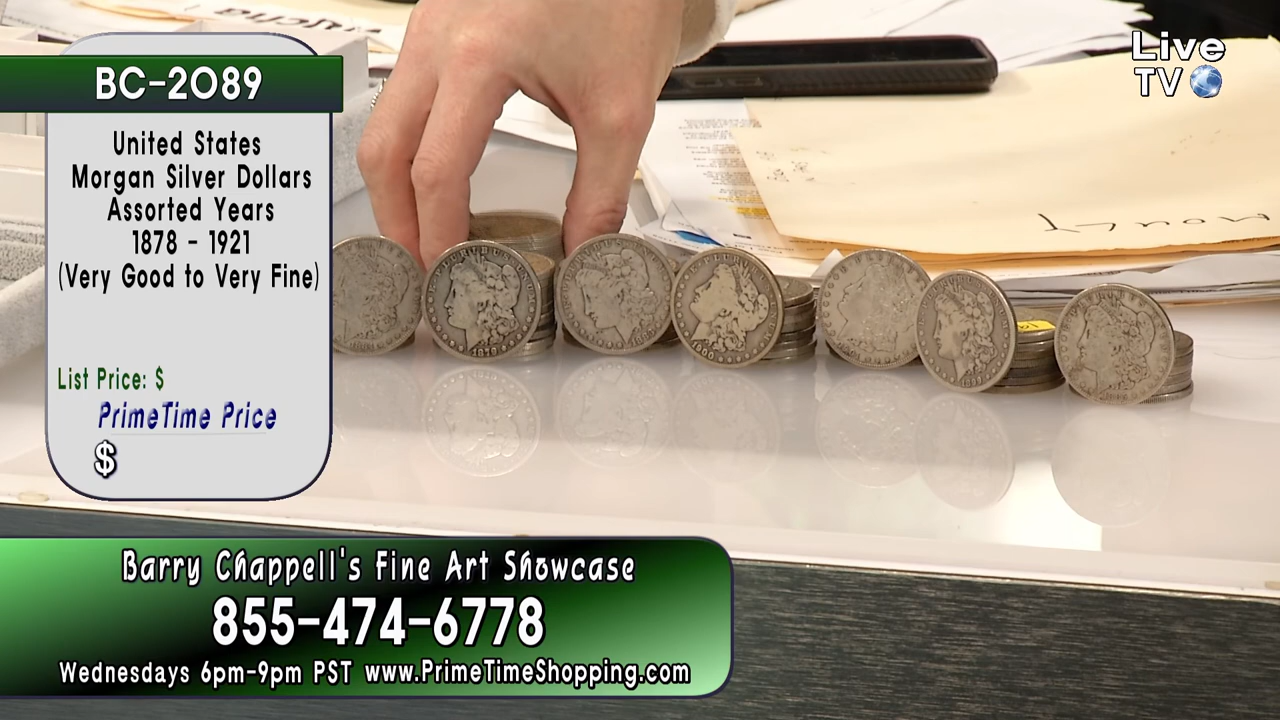 BC-2089
United States
Morgan Silver Dollars
Assorted Years
1878 - 1921
(Very Good to Very Fine)
List Price: $
PrimeTime Price
$
Live
TV
1879
Barry Chappell's Fine Art Showcase
855-474-6778
Wednesdays 6pm-9pm PST www.PrimeTimeShopping.com